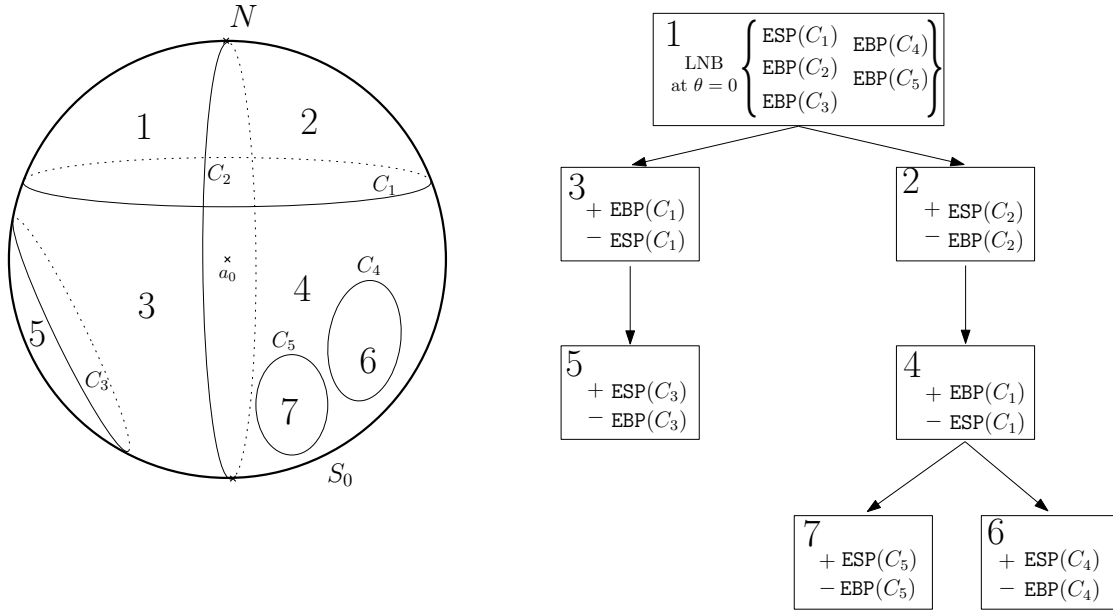 N
1
2
C₂
C₁
a₀
C₄
4
3
5
C₅
6
C₃
7
S₀
1
LNB
at θ = 0
{ ESP(C₁) EBP(C₄)
EBP(C₂) EBP(C₅)
EBP(C₃) }
3
+ EBP(C₁)
− ESP(C₁)
2
+ ESP(C₂)
− EBP(C₂)
5
+ ESP(C₃)
− EBP(C₃)
4
+ EBP(C₁)
− ESP(C₁)
7
+ ESP(C₅)
− EBP(C₅)
6
+ ESP(C₄)
− EBP(C₄)